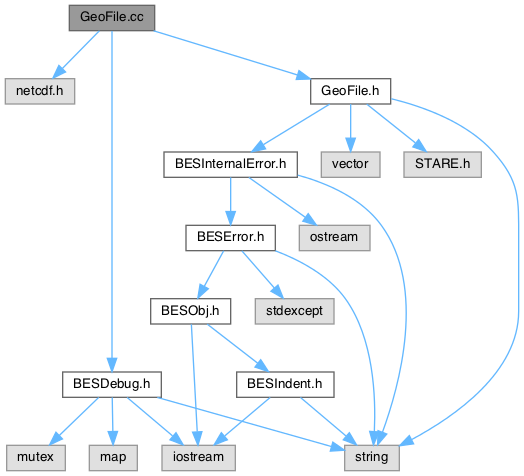 GeoFile.cc
netcdf.h
GeoFile.h
BESInternalError.h
vector
STARE.h
BESError.h
ostream
BESObj.h
stdexcept
BESDebug.h
BESIndent.h
mutex
map
iostream
string